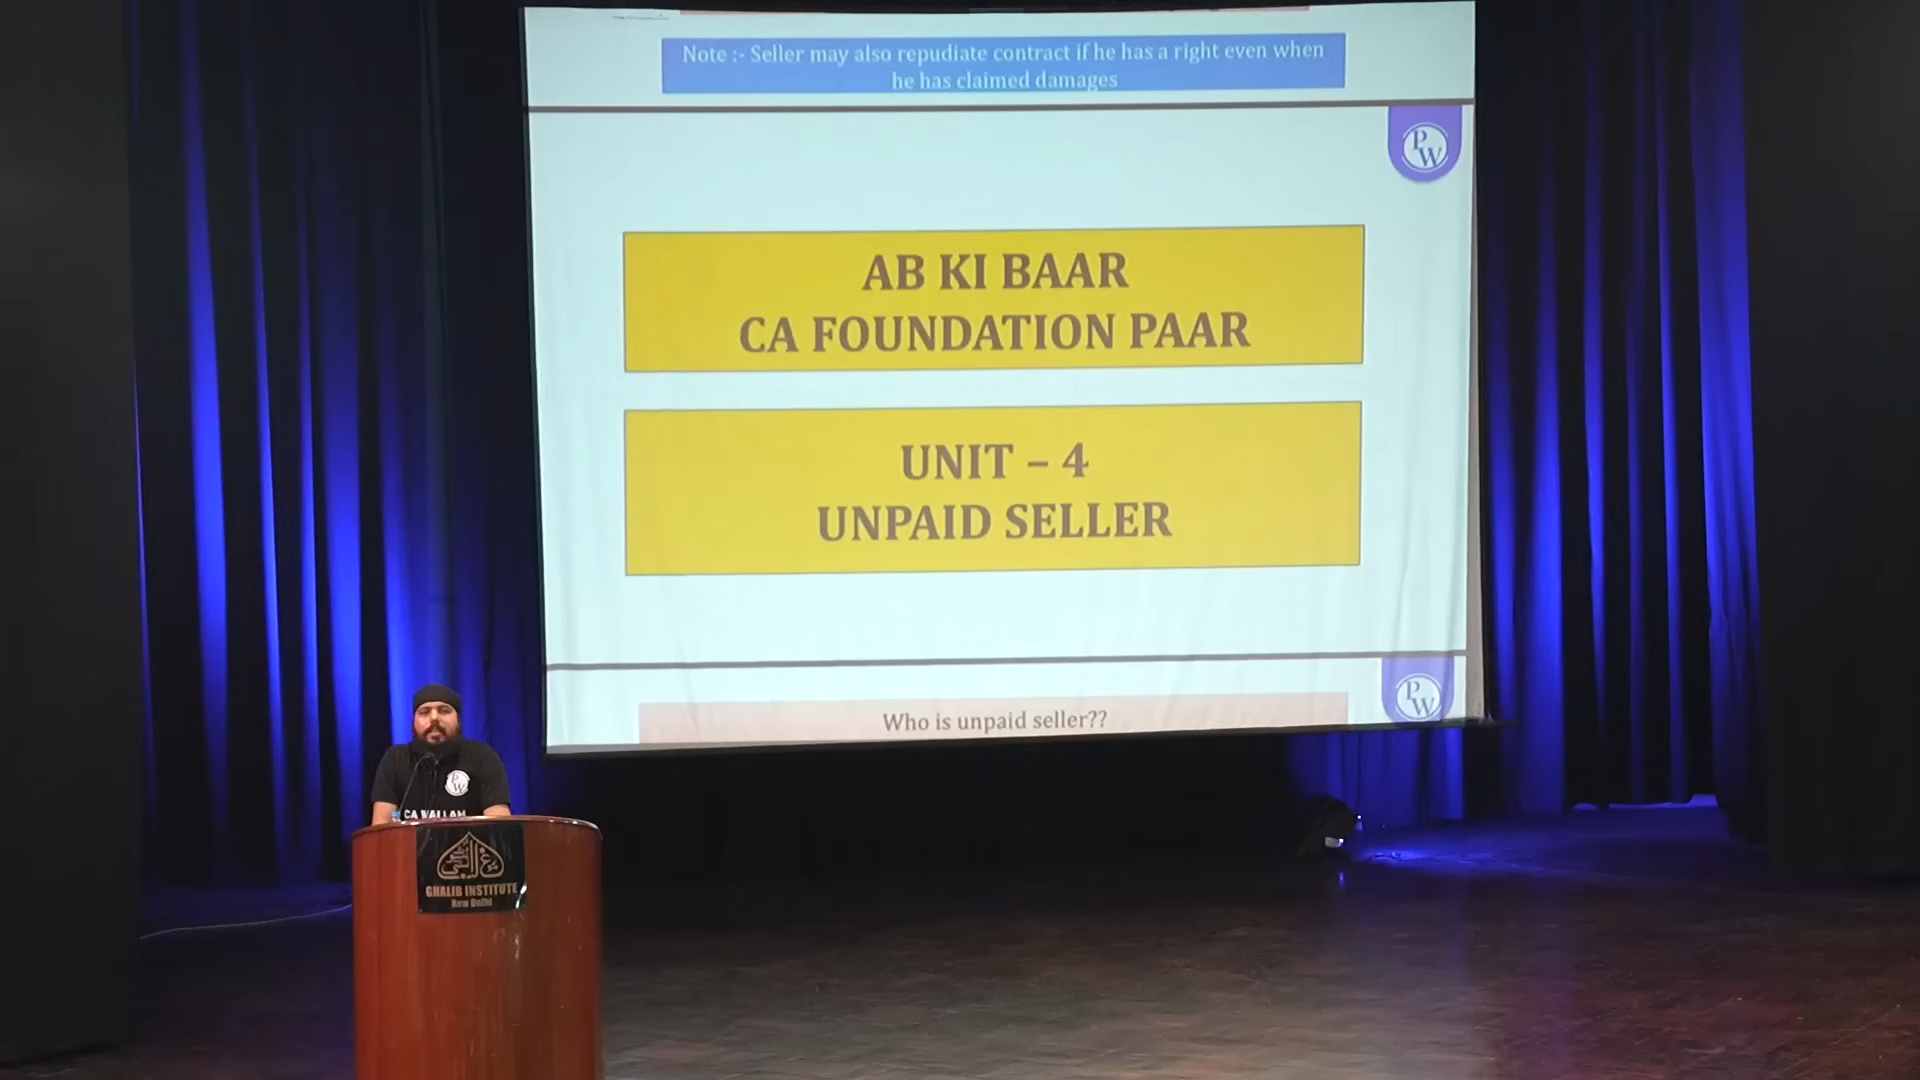 Note :- Seller may also repudiate contract if he has a right even when
he has claimed damages
PW
AB KI BAAR
CA FOUNDATION PAAR
UNIT – 4
UNPAID SELLER
PW
Who is unpaid seller??
PW
CA WALLAH
GHALIB INSTITUTE
New Delhi